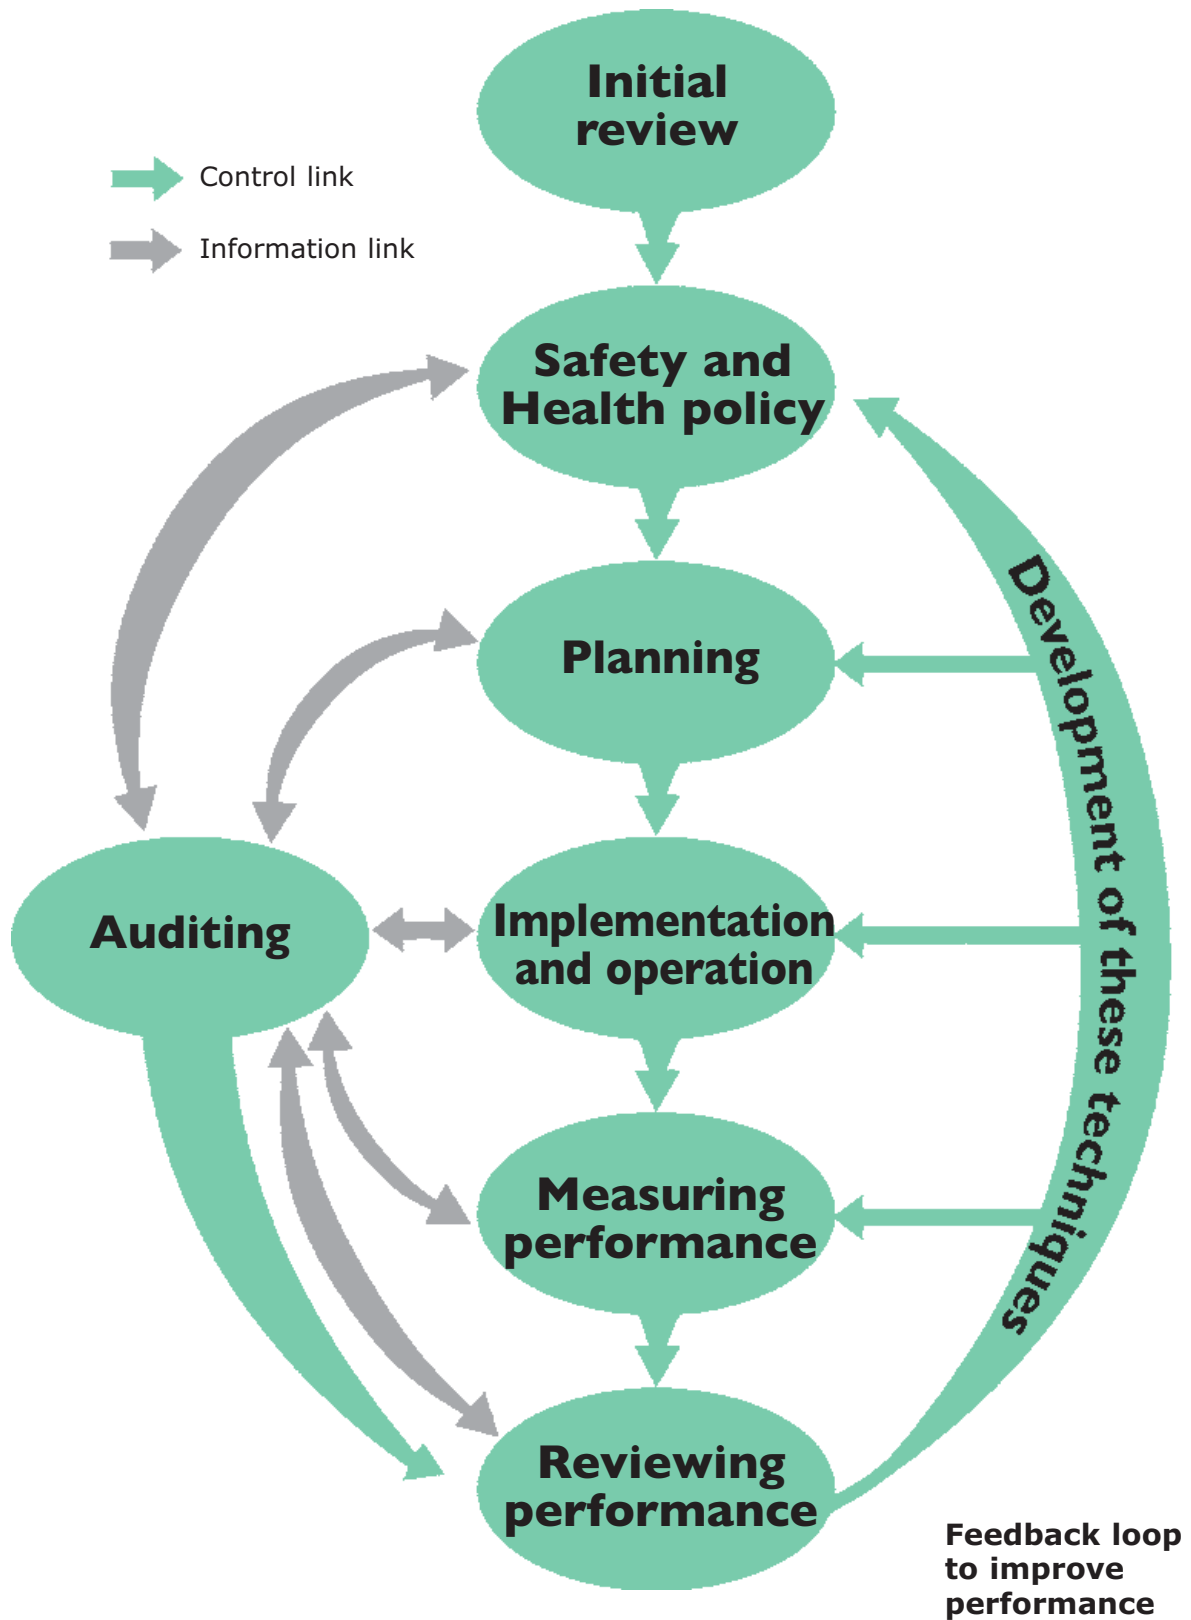 Initial
review
Control link
Information link
Safety and
Health policy
Planning
Auditing
Implementation
and operation
Measuring
performance
Reviewing
performance
Development of these techniques
Feedback loop
to improve
performance